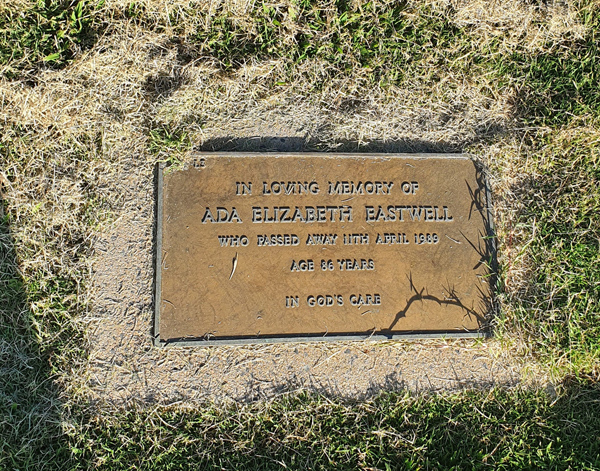 IN LOVING MEMORY OF
ADA ELIZABETH EASTWELL
WHO PASSED AWAY 11TH APRIL 1989
AGE 86 YEARS
IN GOD'S CARE